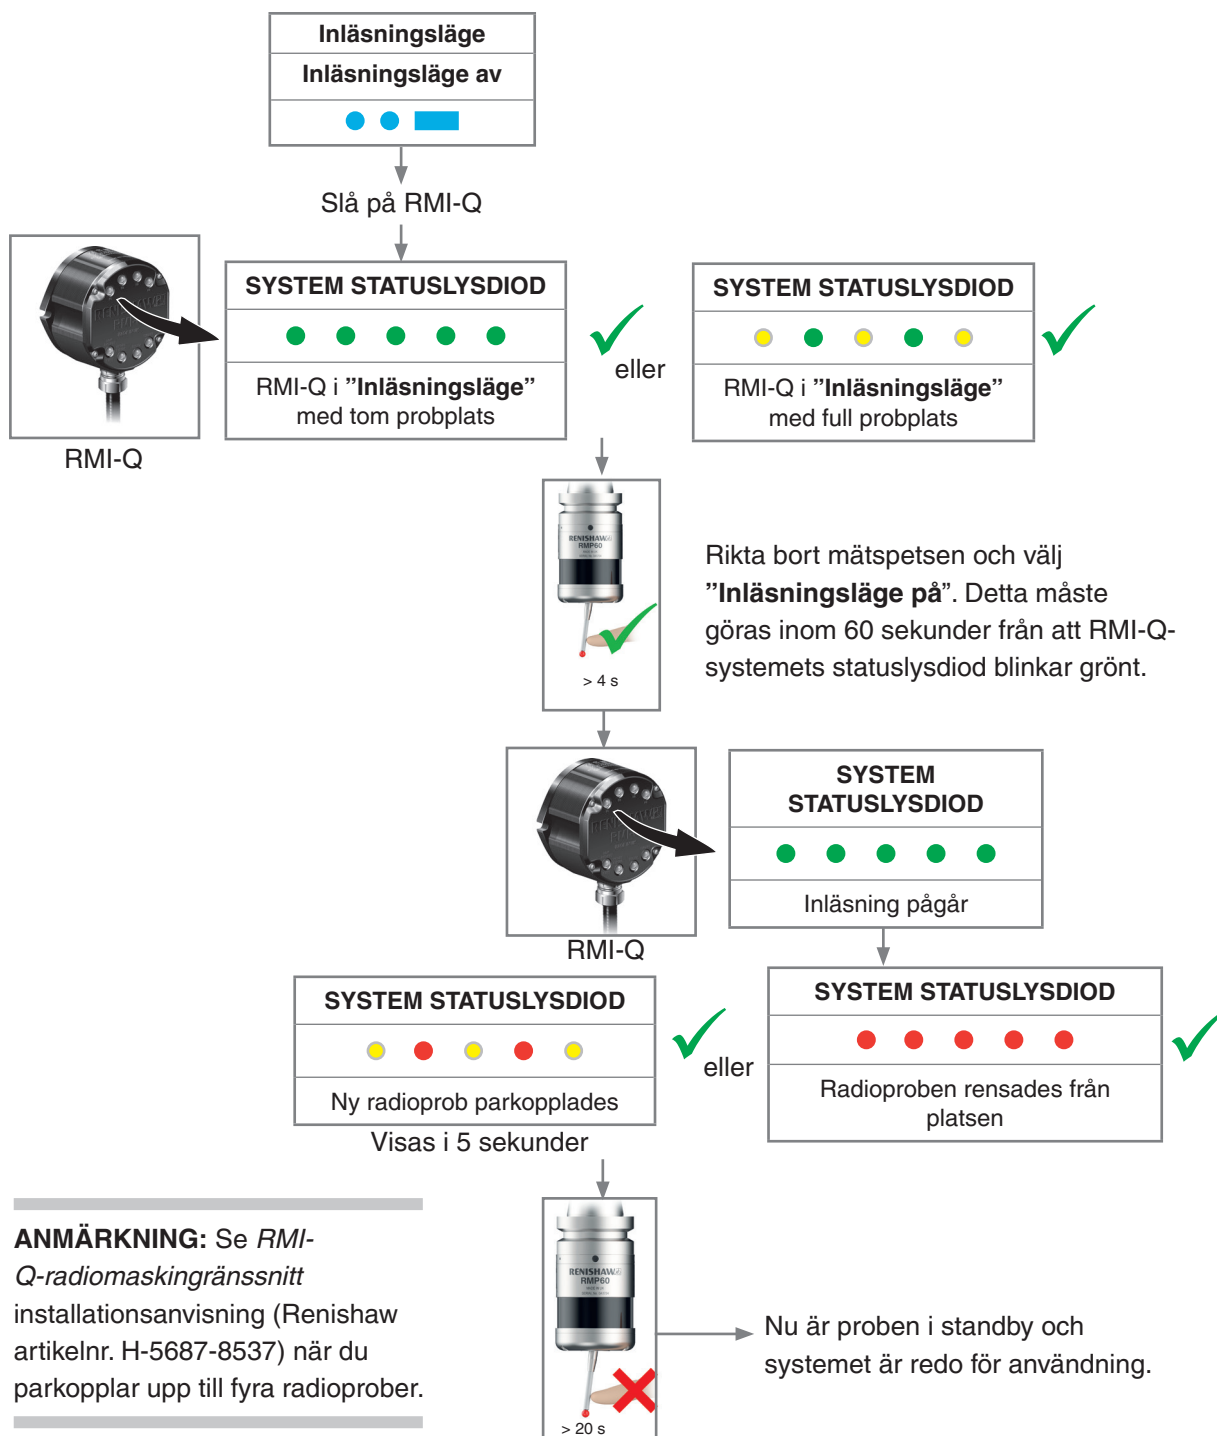 Inläsningsläge
Inläsningsläge av
Slå på RMI-Q
RMI-Q
SYSTEM STATUSLYSDIOD
RMI-Q i ”Inläsningsläge”
med tom probplats
eller
SYSTEM STATUSLYSDIOD
RMI-Q i ”Inläsningsläge”
med full probplats
RENISHAW
RMP60
> 4 s
Rikta bort mätspetsen och välj
”Inläsningsläge på”. Detta måste
göras inom 60 sekunder från att RMI-Q-
systemets statuslysdiod blinkar grönt.
RMI-Q
SYSTEM
STATUSLYSDIOD
Inläsning pågår
SYSTEM STATUSLYSDIOD
Ny radioprob parkopplades
Visas i 5 sekunder
eller
SYSTEM STATUSLYSDIOD
Radioproben rensades från
platsen
RENISHAW
RMP60
> 20 s
Nu är proben i standby och
systemet är redo för användning.
ANMÄRKNING: Se RMI-
Q-radiomaskingränssnitt
installationsanvisning (Renishaw
artikelnr. H-5687-8537) när du
parkopplar upp till fyra radioprober.